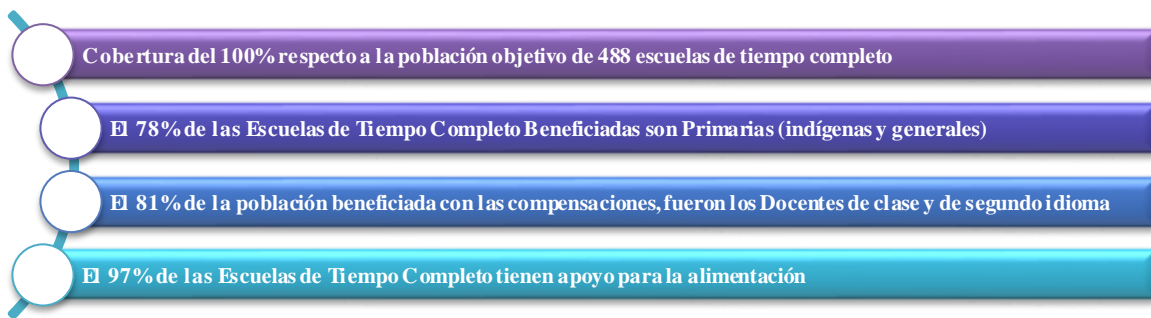 Cobertura del 100% respecto a la población objetivo de 488 escuelas de tiempo completo
El 78% de las Escuelas de Tiempo Completo Beneficiadas son Primarias (indígenas y generales)
El 81% de la población beneficiada con las compensaciones, fueron los Docentes de clase y de segundo idioma
El 97% de las Escuelas de Tiempo Completo tienen apoyo para la alimentación